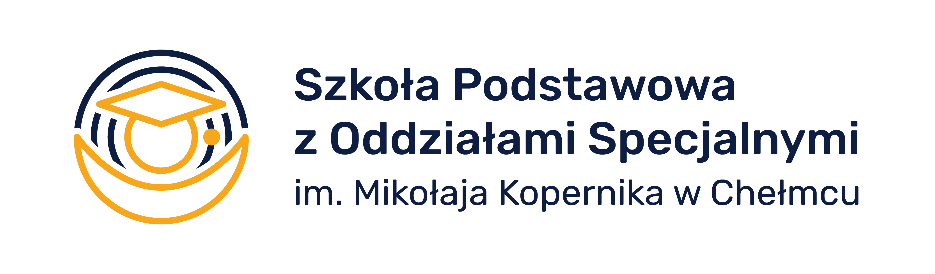 Szkoła Podstawowa
z Oddziałami Specjalnymi
im. Mikołaja Kopernika w Chełmcu